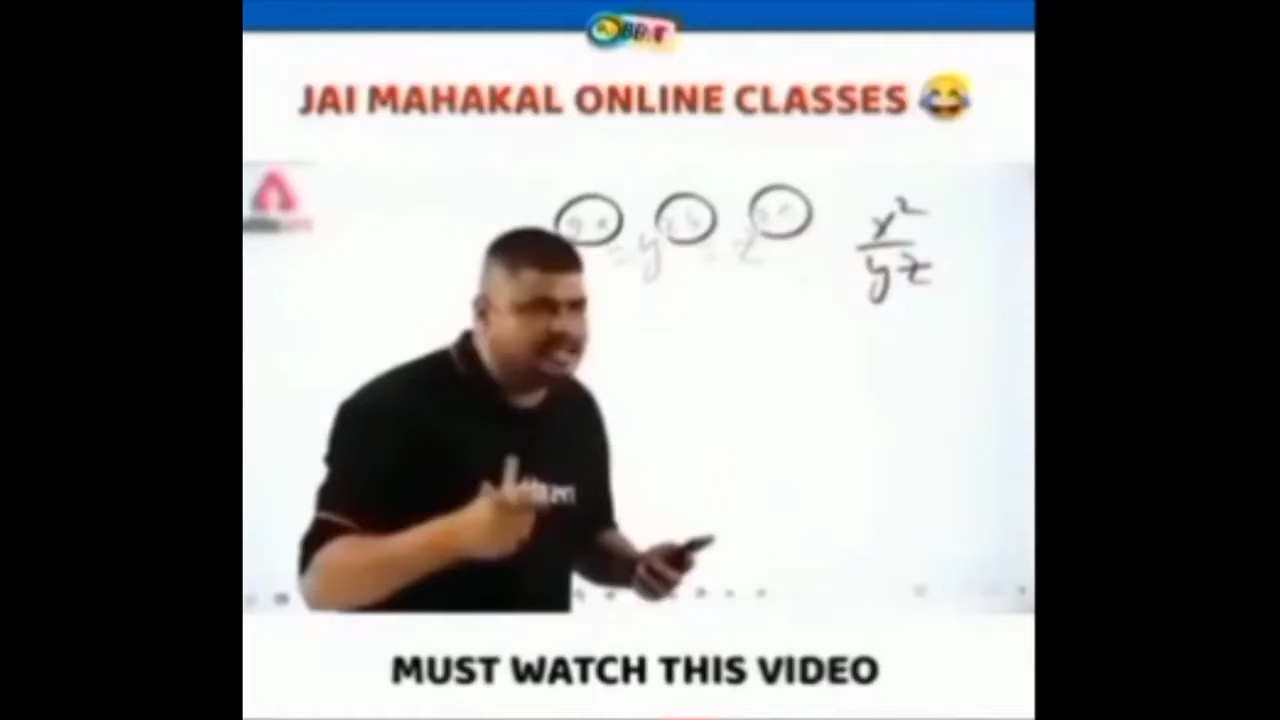 JAI MAHAKAL ONLINE CLASSES 😂
= y = z
x²
yz
MUST WATCH THIS VIDEO